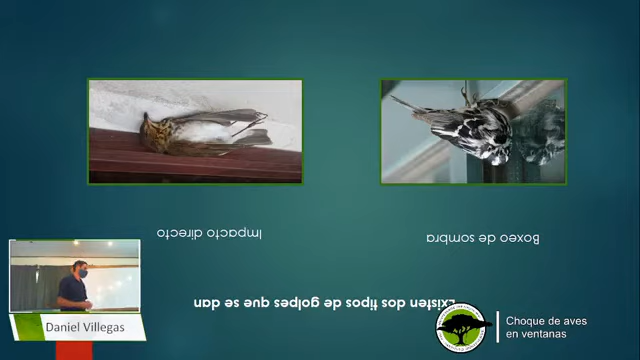 Existen dos tipos de golpes que se dan
Boxeo de sombra
Impacto directo
Daniel Villegas
Choque de aves
en ventanas